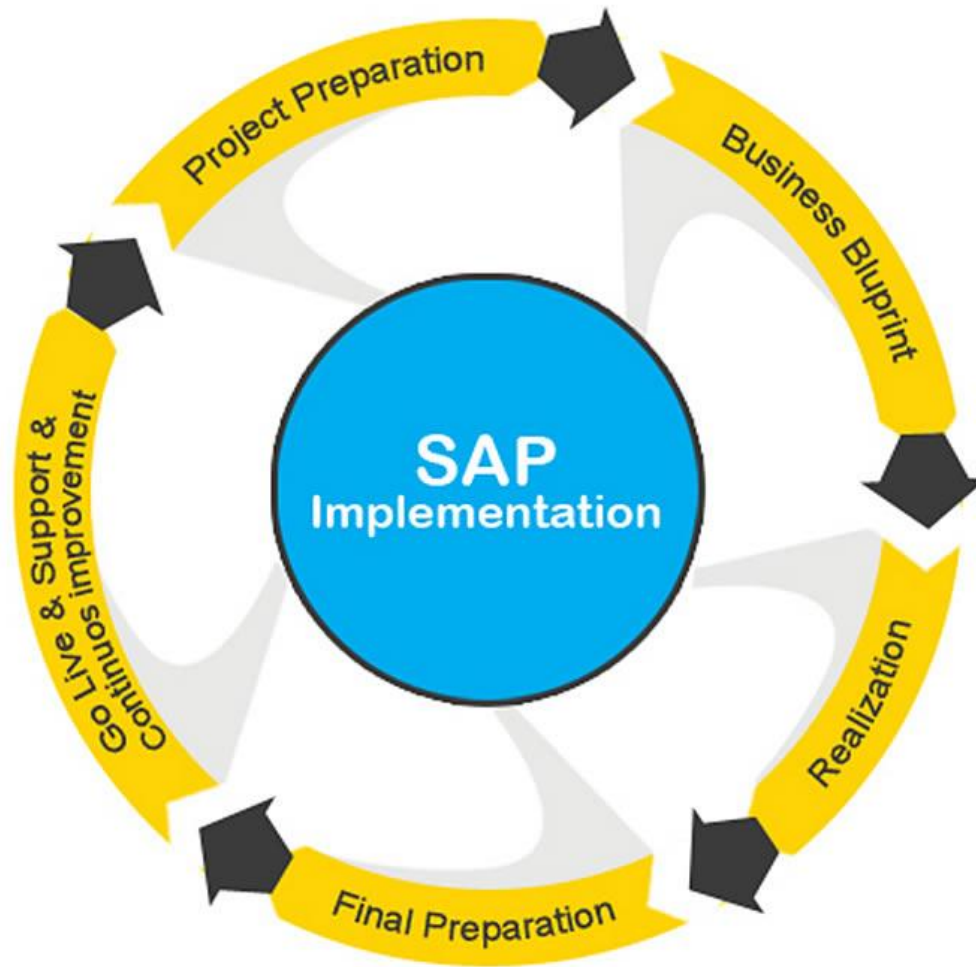 Project Preparation
Business Bluprint
Realization
Final Preparation
Go Live & Support &
Continuos improvement
SAP
Implementation